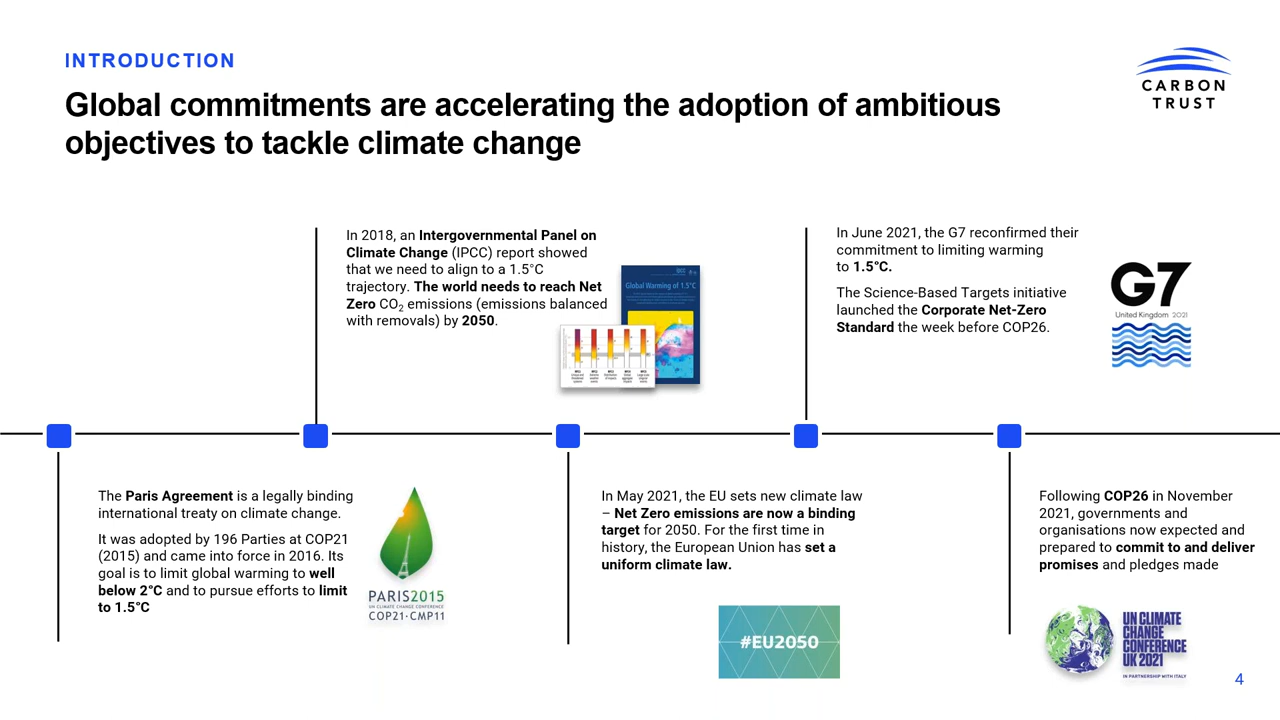 INTRODUCTION
Global commitments are accelerating the adoption of ambitious
objectives to tackle climate change
CARBON
TRUST
In 2018, an Intergovernmental Panel on
Climate Change (IPCC) report showed
that we need to align to a 1.5°C
trajectory. The world needs to reach Net
Zero CO₂ emissions (emissions balanced
with removals) by 2050.
Global Warming of 1.5°C
In June 2021, the G7 reconfirmed their
commitment to limiting warming
to 1.5°C.
The Science-Based Targets initiative
launched the Corporate Net-Zero
Standard the week before COP26.
G7
United Kingdom 2021
The Paris Agreement is a legally binding
international treaty on climate change.
It was adopted by 196 Parties at COP21
(2015) and came into force in 2016. Its
goal is to limit global warming to well
below 2°C and to pursue efforts to limit
to 1.5°C
PARIS2015
UN CLIMATE CHANGE CONFERENCE
COP21·CMP11
In May 2021, the EU sets new climate law
– Net Zero emissions are now a binding
target for 2050. For the first time in
history, the European Union has set a
uniform climate law.
#EU2050
Following COP26 in November
2021, governments and
organisations now expected and
prepared to commit to and deliver
promises and pledges made
UN CLIMATE
CHANGE
CONFERENCE
UK 2021
IN PARTNERSHIP WITH ITALY
4